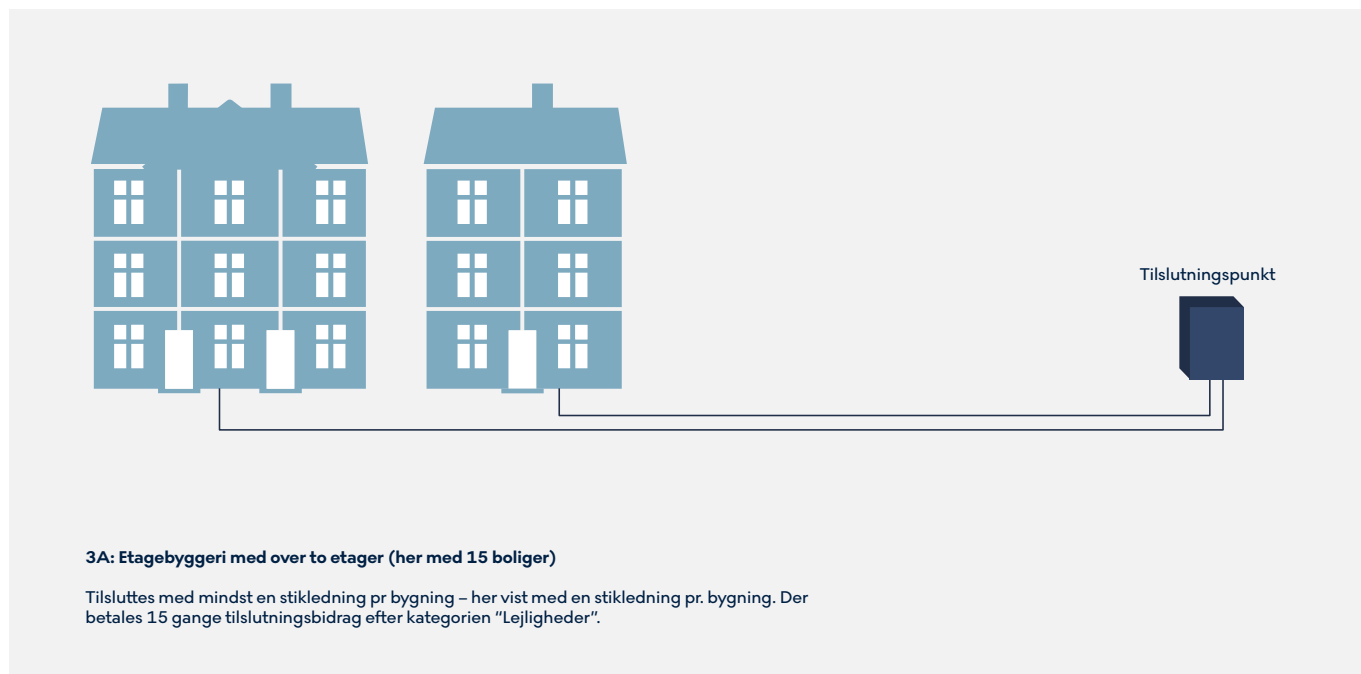 Tilslutningspunkt
3A: Etagebyggeri med over to etager (her med 15 boliger)
Tilsluttes med mindst en stikledning pr bygning – her vist med en stikledning pr. bygning. Der
betales 15 gange tilslutningsbidrag efter kategorien “Lejligheder”.